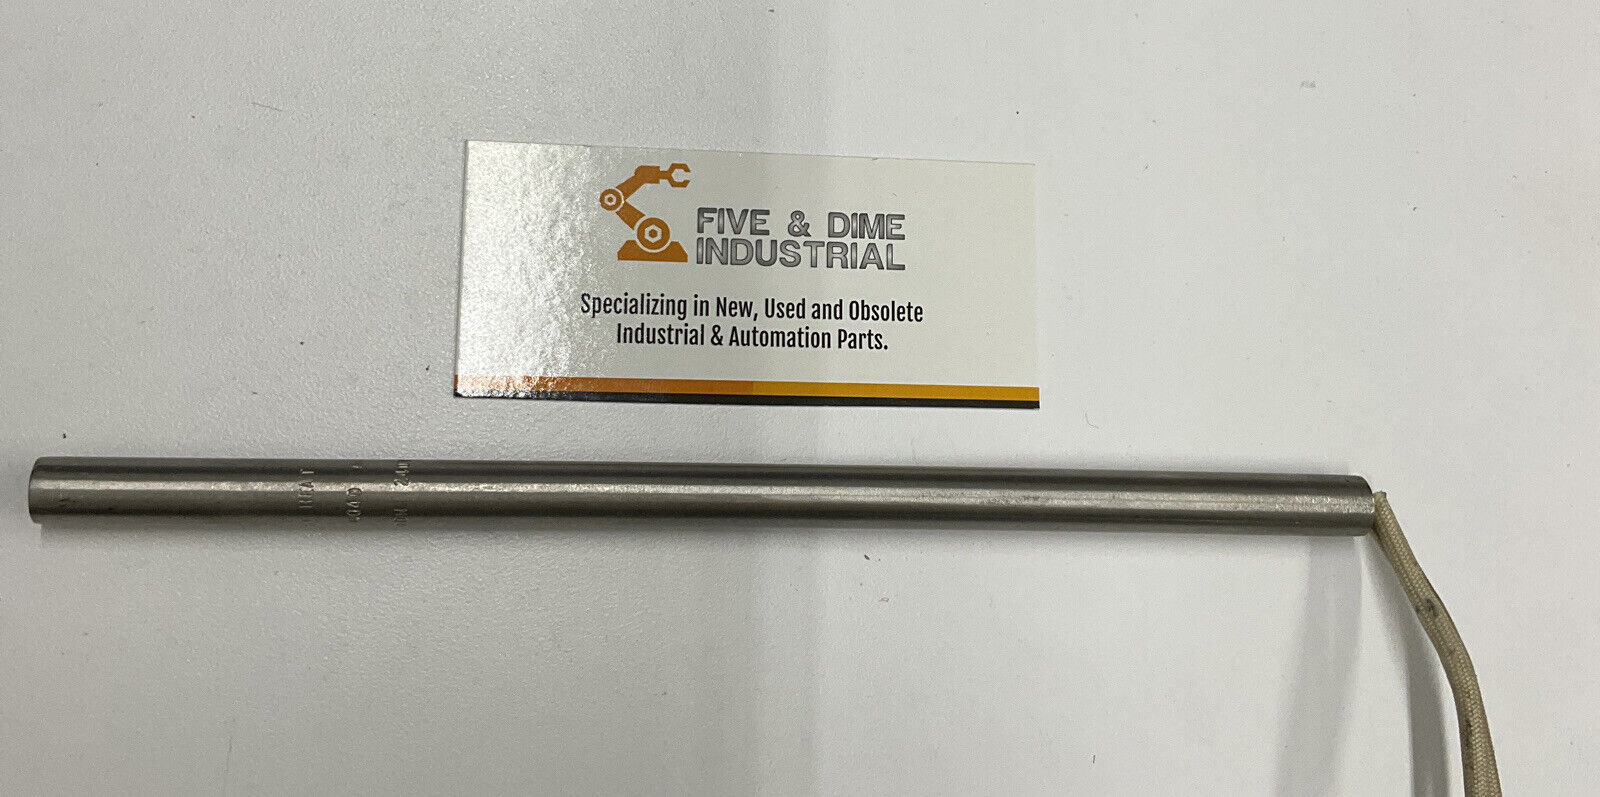 FIVE & DIME
INDUSTRIAL
Specializing in New, Used and Obsolete
Industrial & Automation Parts.